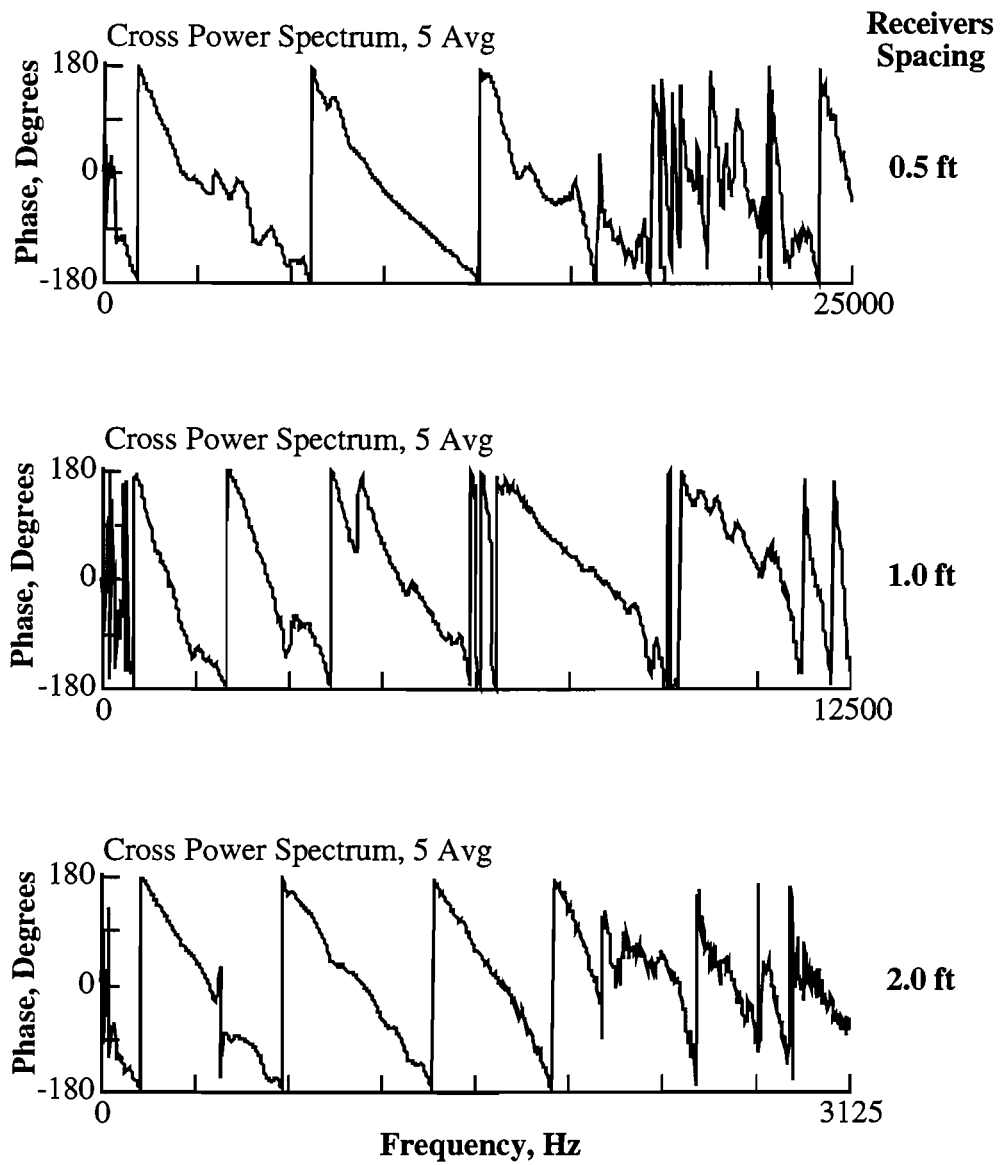 Receivers
Spacing
Cross Power Spectrum, 5 Avg
180
0
-180
Phase, Degrees
0
25000
0.5 ft
Cross Power Spectrum, 5 Avg
180
0
-180
Phase, Degrees
0
12500
1.0 ft
Cross Power Spectrum, 5 Avg
180
0
-180
Phase, Degrees
0
3125
2.0 ft
Frequency, Hz